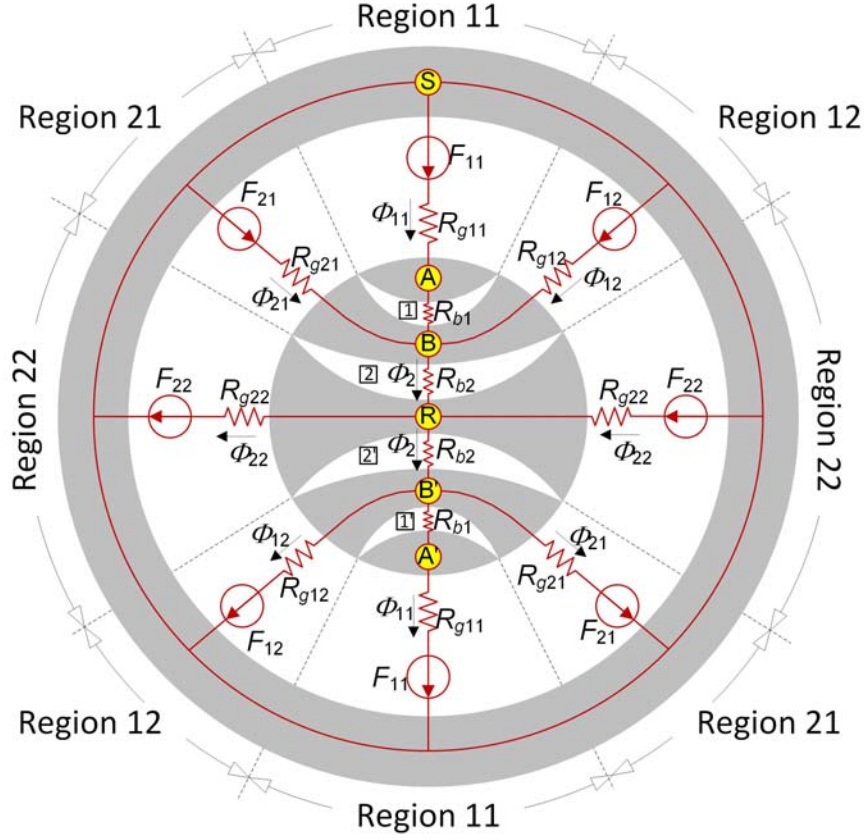 Region 11
S
Region 21
Region 12
F11
F21
F12
Φ11
Rg11
Rg21
Rg12
Φ21
A
Φ12
1
Rb1
B
Region 22
F22
Rg22
2
Φ2
Rb2
Rg22
F22
Region 22
R
Φ22
2'
Φ2
Rb2
Φ22
B'
Φ12
1'
Rb1
Φ21
Rg12
A'
Rg21
Φ11
Rg11
F12
F21
F11
Region 12
Region 21
Region 11